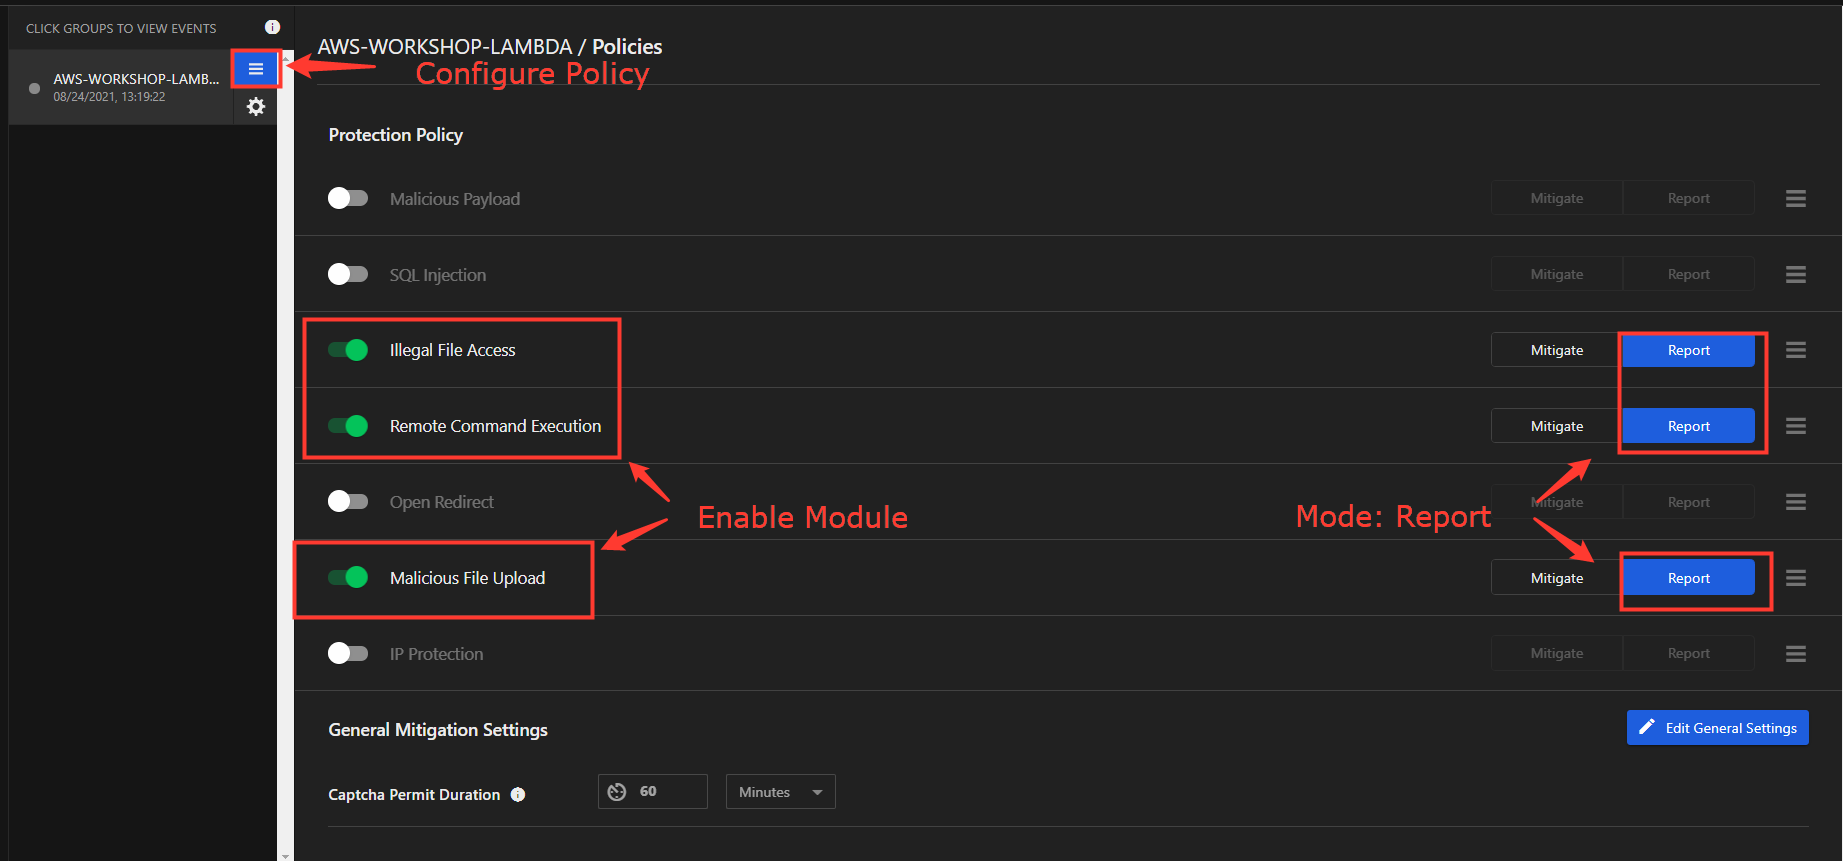 CLICK GROUPS TO VIEW EVENTS
AWS-WORKSHOP-LAMB...
08/24/2021, 13:19:22
AWS-WORKSHOP-LAMBDA / Policies
Configure Policy
Protection Policy
Malicious Payload
Mitigate
Report
SQL Injection
Mitigate
Report
Illegal File Access
Mitigate
Report
Remote Command Execution
Mitigate
Report
Open Redirect
Mitigate
Report
Enable Module
Mode: Report
Malicious File Upload
Mitigate
Report
IP Protection
Mitigate
Report
General Mitigation Settings
Edit General Settings
Captcha Permit Duration
60
Minutes